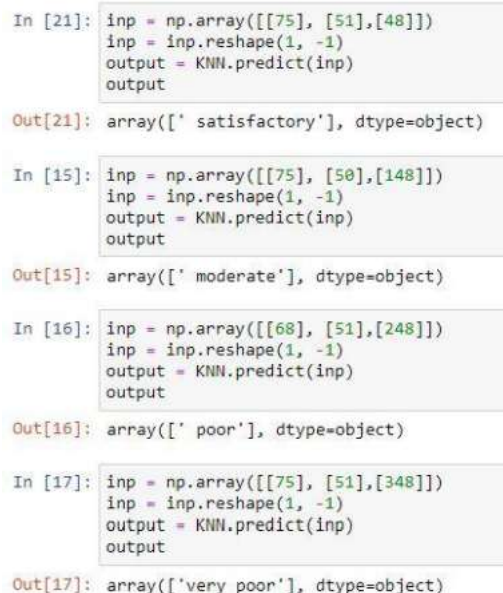 In [21]: inp = np.array([[75], [51],[48]])
inp = inp.reshape(1, -1)
output = KNN.predict(inp)
output
Out[21]: array([' satisfactory'], dtype=object)
In [15]: inp = np.array([[75], [50],[148]])
inp = inp.reshape(1, -1)
output = KNN.predict(inp)
output
Out[15]: array([' moderate'], dtype=object)
In [16]: inp = np.array([[68], [51],[248]])
inp = inp.reshape(1, -1)
output = KNN.predict(inp)
output
Out[16]: array([' poor'], dtype=object)
In [17]: inp = np.array([[75], [51],[348]])
inp = inp.reshape(1, -1)
output = KNN.predict(inp)
output
Out[17]: array(['very poor'], dtype=object)